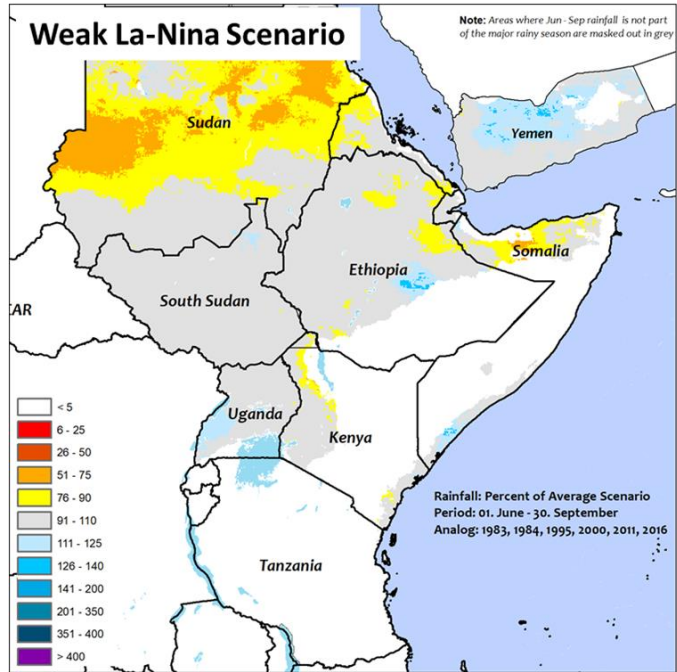 Weak La-Nina Scenario
Note: Areas where Jun - Sep rainfall is not part
of the major rainy season are masked out in grey
Sudan
Yemen
Ethiopia
Somalia
South Sudan
CAR
Uganda
Kenya
Tanzania
< 5
6 - 25
26 - 50
51 - 75
76 - 90
91 - 110
111 - 125
126 - 140
141 - 200
201 - 350
351 - 400
> 400
Rainfall: Percent of Average Scenario
Period: 01. June - 30. September
Analog: 1983, 1984, 1995, 2000, 2011, 2016